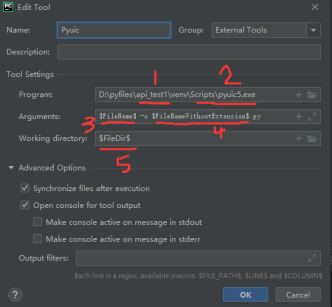 Edit Tool
Name: Pyuic Group: External Tools
Description:
Tool Settings
1 2
Program: D:\pyfiles\api_test1\venv\Scripts\pyuic5.exe
Arguments: $FileName$ -o $FileNameWithoutExtension$.py
3 4
Working directory: $FileDir$
5
Advanced Options
Synchronize files after execution
Open console for tool output
Make console active on message in stdout
Make console active on message in stderr
Output filters:
Each line is a regex, available macros: $FILE_PATH$, $LINE$ and $COLUMN$
? OK Cancel